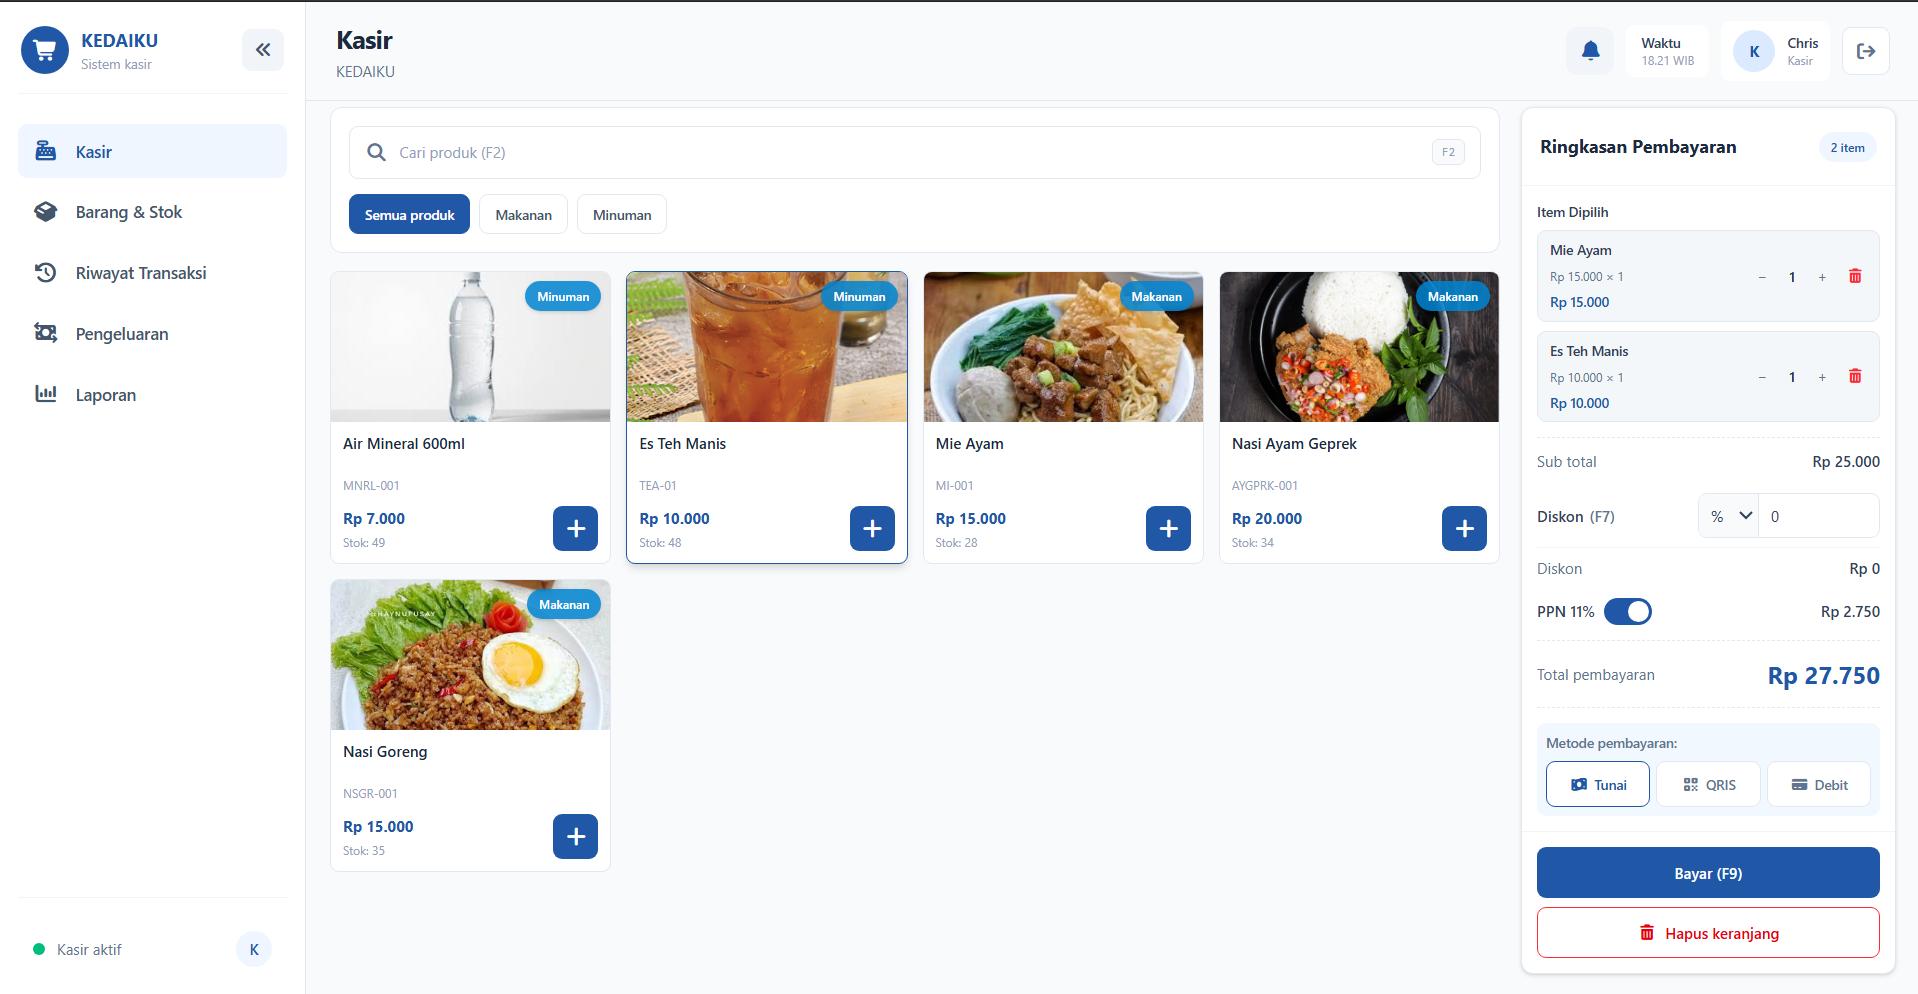 KEDAIKU
Sistem kasir
Kasir
Barang & Stok
Riwayat Transaksi
Pengeluaran
Laporan
Kasir aktif
K
Kasir
KEDAIKU
Waktu
18.21 WIB
K
Chris
Kasir
Cari produk (F2)
F2
Semua produk
Makanan
Minuman
Minuman
Air Mineral 600ml
MNRL-001
Rp 7.000
Stok: 49
Minuman
Es Teh Manis
TEA-01
Rp 10.000
Stok: 48
Makanan
Mie Ayam
MI-001
Rp 15.000
Stok: 28
Makanan
Nasi Ayam Geprek
AYGPRK-001
Rp 20.000
Stok: 34
Makanan
Nasi Goreng
NSGR-001
Rp 15.000
Stok: 35
Ringkasan Pembayaran
2 item
Item Dipilih
Mie Ayam
Rp 15.000 × 1
− 1 +
Rp 15.000
Es Teh Manis
Rp 10.000 × 1
− 1 +
Rp 10.000
Sub total Rp 25.000
Diskon (F7) % 0
Diskon Rp 0
PPN 11% Rp 2.750
Total pembayaran Rp 27.750
Metode pembayaran:
Tunai QRIS Debit
Bayar (F9)
Hapus keranjang